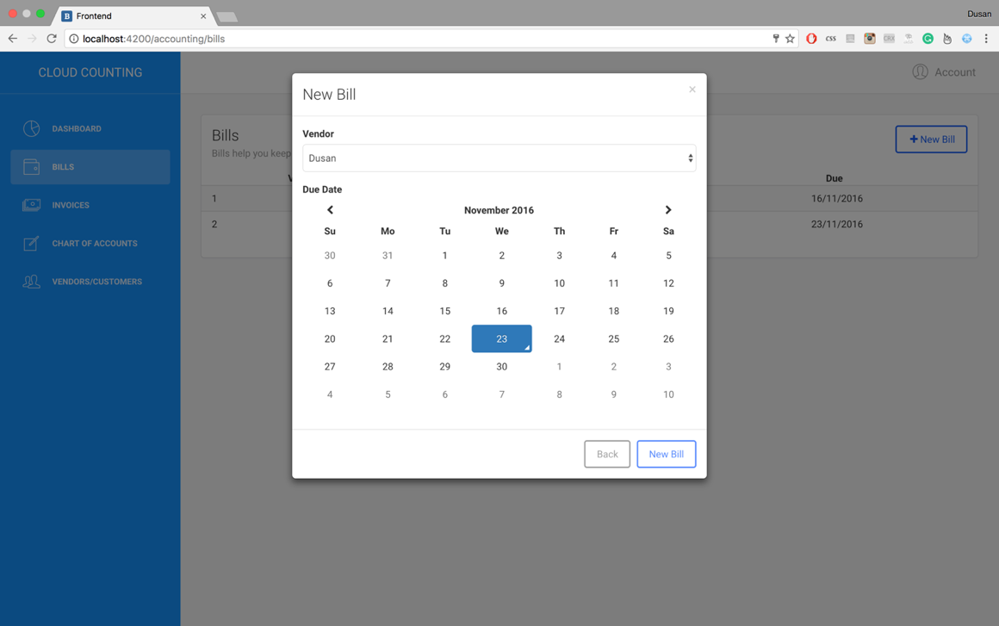 Frontend
Dusan
localhost:4200/accounting/bills
CSS
CLOUD COUNTING
Account
DASHBOARD
BILLS
INVOICES
CHART OF ACCOUNTS
VENDORS/CUSTOMERS
Bills
Bills help you keep
+ New Bill
Due
1 16/11/2016
2 23/11/2016
New Bill
×
Vendor
Dusan
Due Date
November 2016
Su Mo Tu We Th Fr Sa
30 31 1 2 3 4 5
6 7 8 9 10 11 12
13 14 15 16 17 18 19
20 21 22 23 24 25 26
27 28 29 30 1 2 3
4 5 6 7 8 9 10
Back New Bill